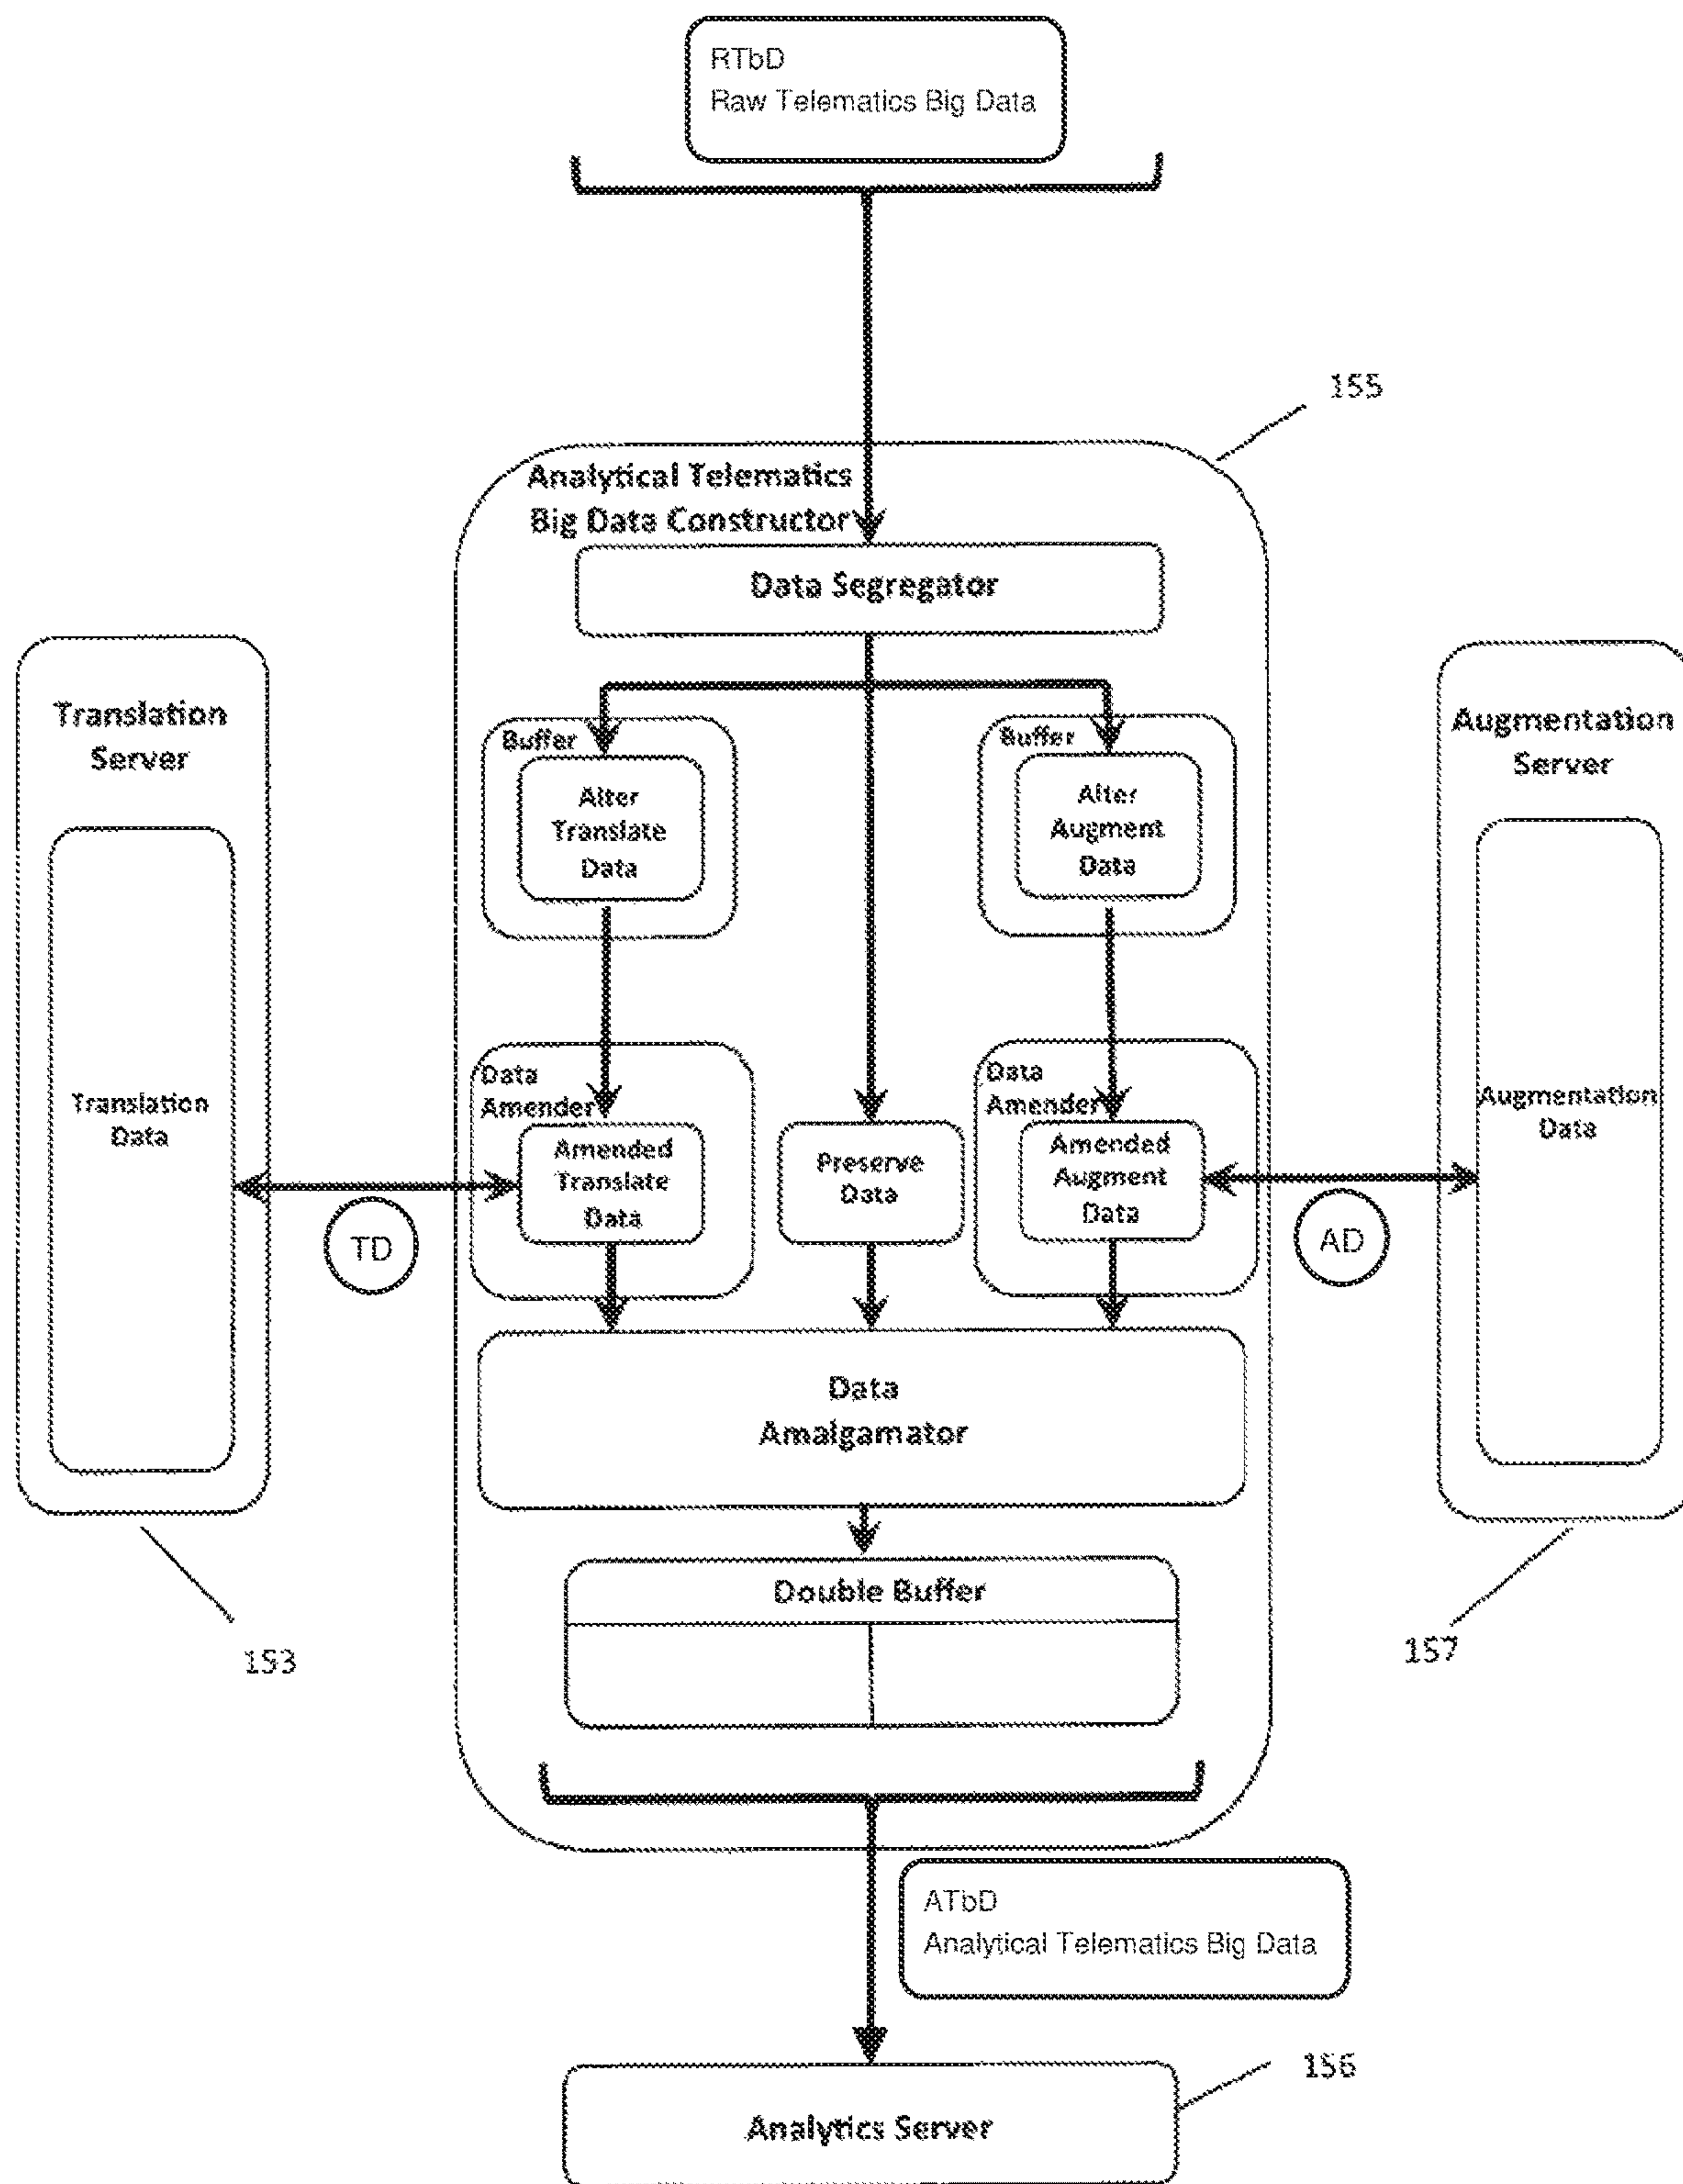 RTbD
Raw Telematics Big Data
155
Analytical Telematics
Big Data Constructor
Data Segregator
Translation
Server
Augmentation
Server
Buffer
Alter
Translate
Data
Buffer
Alter
Augment
Data
Translation
Data
Data
Amender
Amended
Translate
Data
Preserve
Data
Data
Amender
Amended
Augment
Data
Augmentation
Data
TD
AD
Data
Amalgamator
Double Buffer
153
157
ATbD
Analytical Telematics Big Data
156
Analytics Server